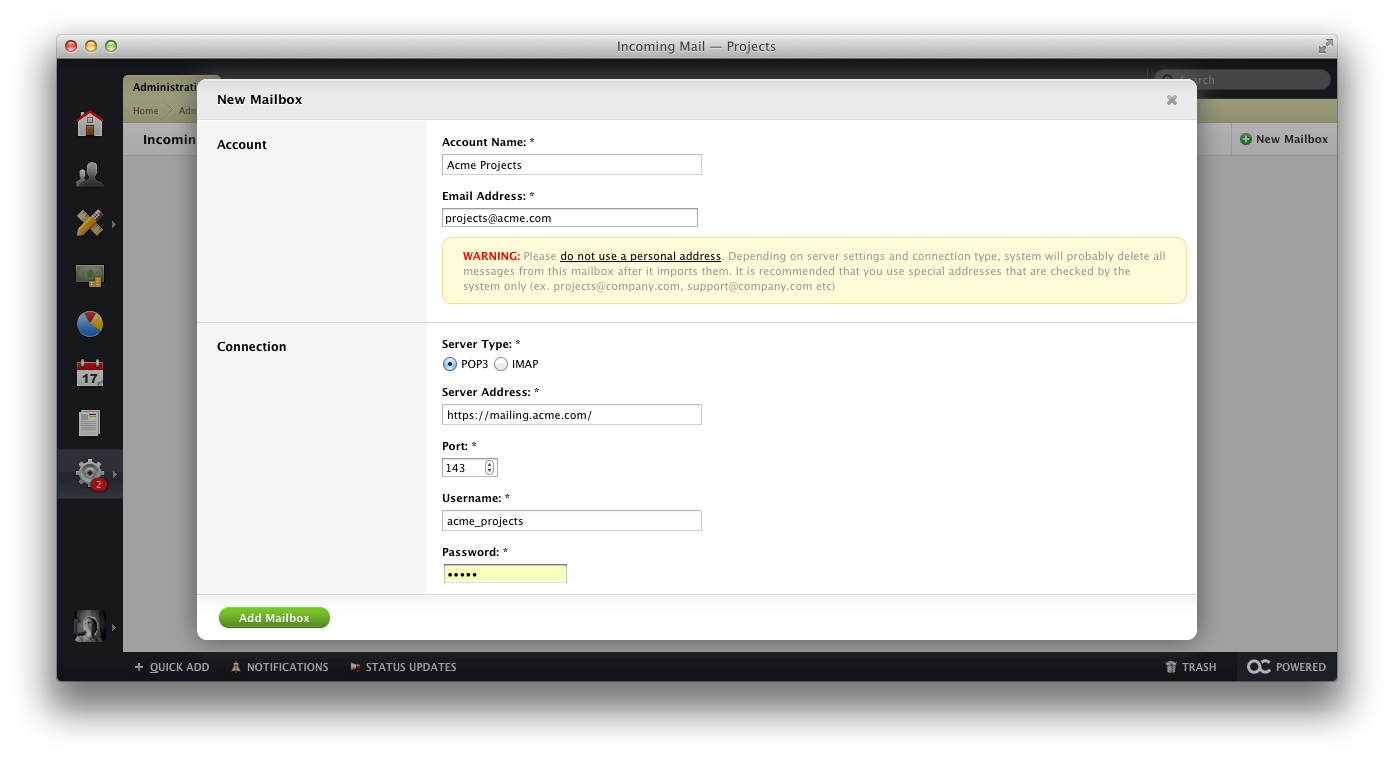 Incoming Mail — Projects
Administrati
Search
Home
Adm
Incomin
New Mailbox
New Mailbox
Account
Account Name: *
Acme Projects
Email Address: *
projects@acme.com
WARNING: Please do not use a personal address. Depending on server settings and connection type, system will probably delete all
messages from this mailbox after it imports them. It is recommended that you use special addresses that are checked by the
system only (ex. projects@company.com, support@company.com etc)
Connection
Server Type: *
POP3 IMAP
Server Address: *
https://mailing.acme.com/
Port: *
143
Username: *
acme_projects
Password: *
•••••
Add Mailbox
17
2
+ QUICK ADD
NOTIFICATIONS
STATUS UPDATES
TRASH
OC POWERED